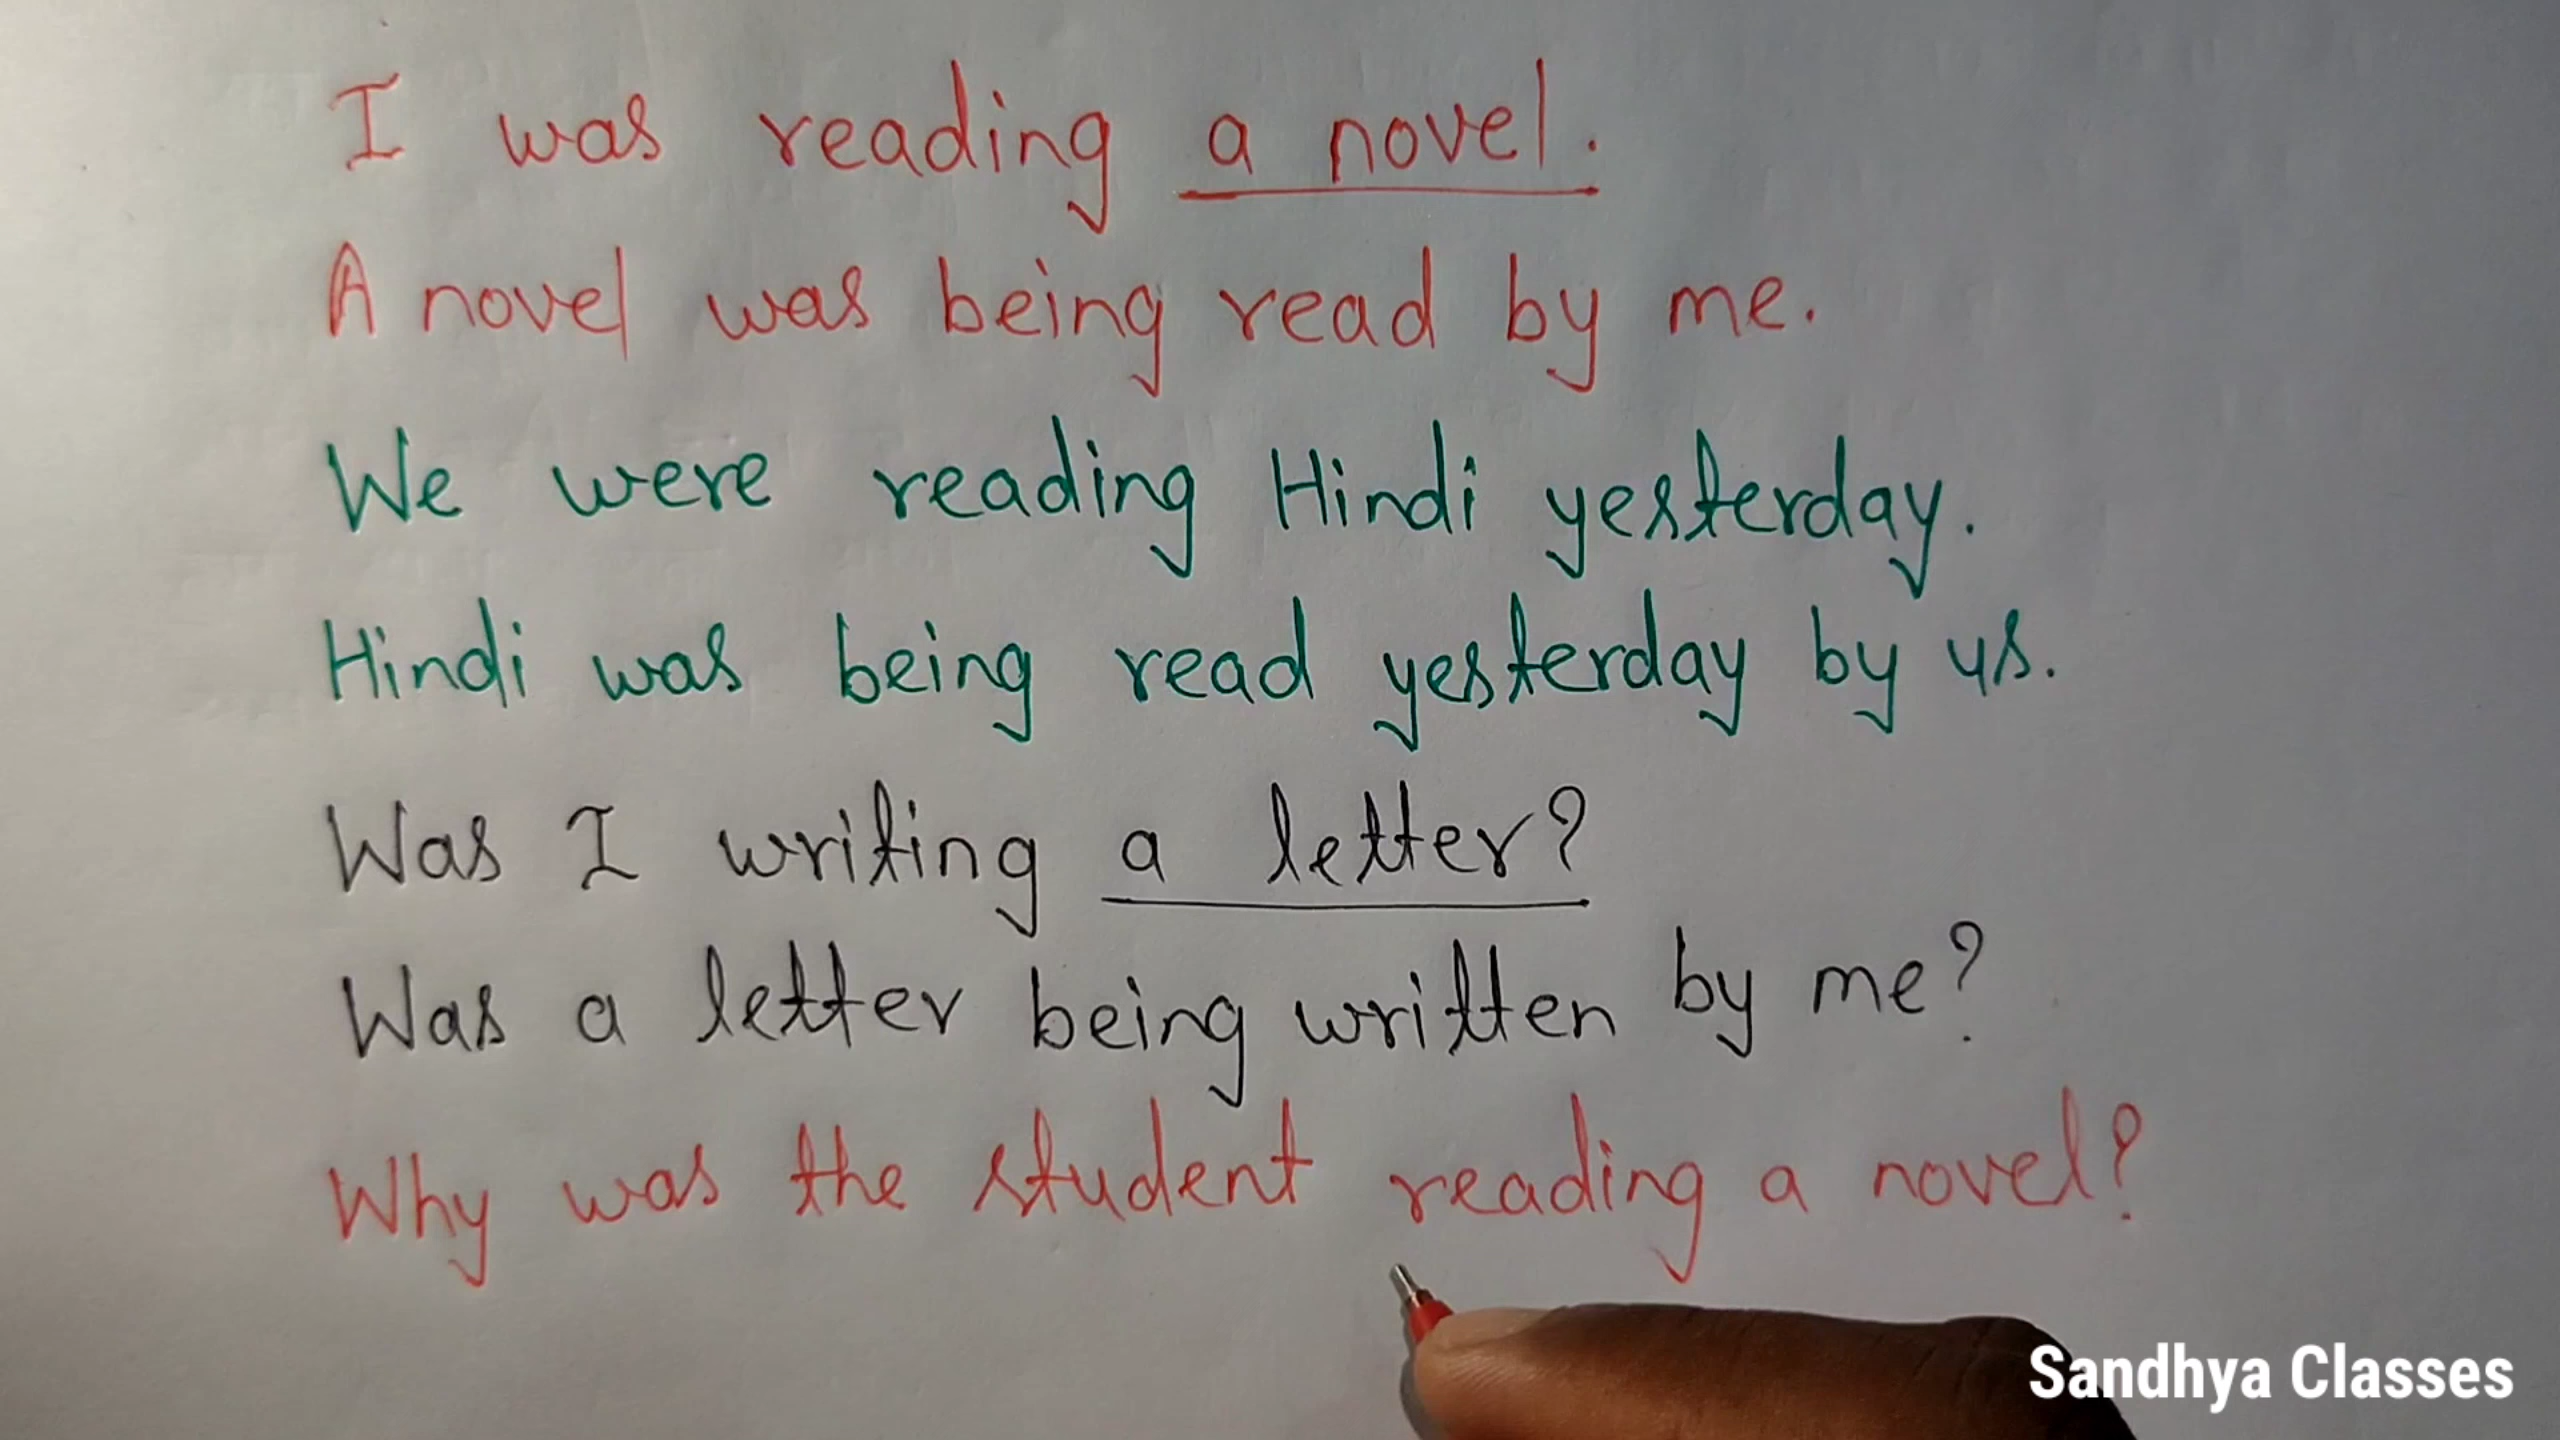 I was reading a novel.
A novel was being read by me.
We were reading Hindi yesterday.
Hindi was being read yesterday by us.
Was I writing a letter?
Was a letter being written by me?
Why was the student reading a novel?
Sandhya Classes